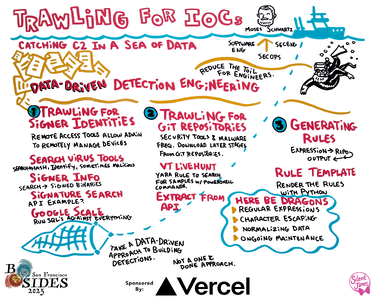 TRAWLING FOR IOCs
MOSES SCHWARTZ
CATCHING C2 IN A SEA OF DATA
SOFTWARE ENG
SECENG
SECOPS
REDUCE THE TOIL
FOR ENGINEERS.
DATA-DRIVEN DETECTION ENGINEERING
1 TRAWLING FOR
SIGNER IDENTITIES
REMOTE ACCESS TOOLS ALLOW ADMIN
TO REMOTELY MANAGE DEVICES
SEARCH VIRUS TOOLS
IDENTIFY, SOMETIMES MALICIOUS
SIGNER INFO
SEARCH → SIGNED BINARIES
SIGNATURE SEARCH
API EXAMPLE?
GOOGLE SCALE
RUN SQL'S AGAINST EVERYTHING
2 TRAWLING FOR
GIT REPOSITORIES
SECURITY TOOLS & MALWARE
FREQ. DOWNLOAD LATER STAGES
FROM GIT REPOSITORIES.
VT LIVEHUNT
YARA RULE TO SEARCH
FOR SAMPLES W/ POWERSHELL
COMMAND.
EXTRACT FROM
API
3 GENERATING
RULES
EXPRESSION →
OUTPUT
RULE TEMPLATE
RENDER THE RULES
WITH PYTHON
HERE BE DRAGONS
REGULAR EXPRESSIONS
CHARACTER ESCAPING
NORMALIZING DATA
ONGOING MAINTENANCE
TAKE A DATA-DRIVEN
APPROACH TO BUILDING
DETECTIONS.
NOT A ONE &
DONE APPROACH.
BSIDES
San Francisco
2025
Sponsored
By:
Vercel